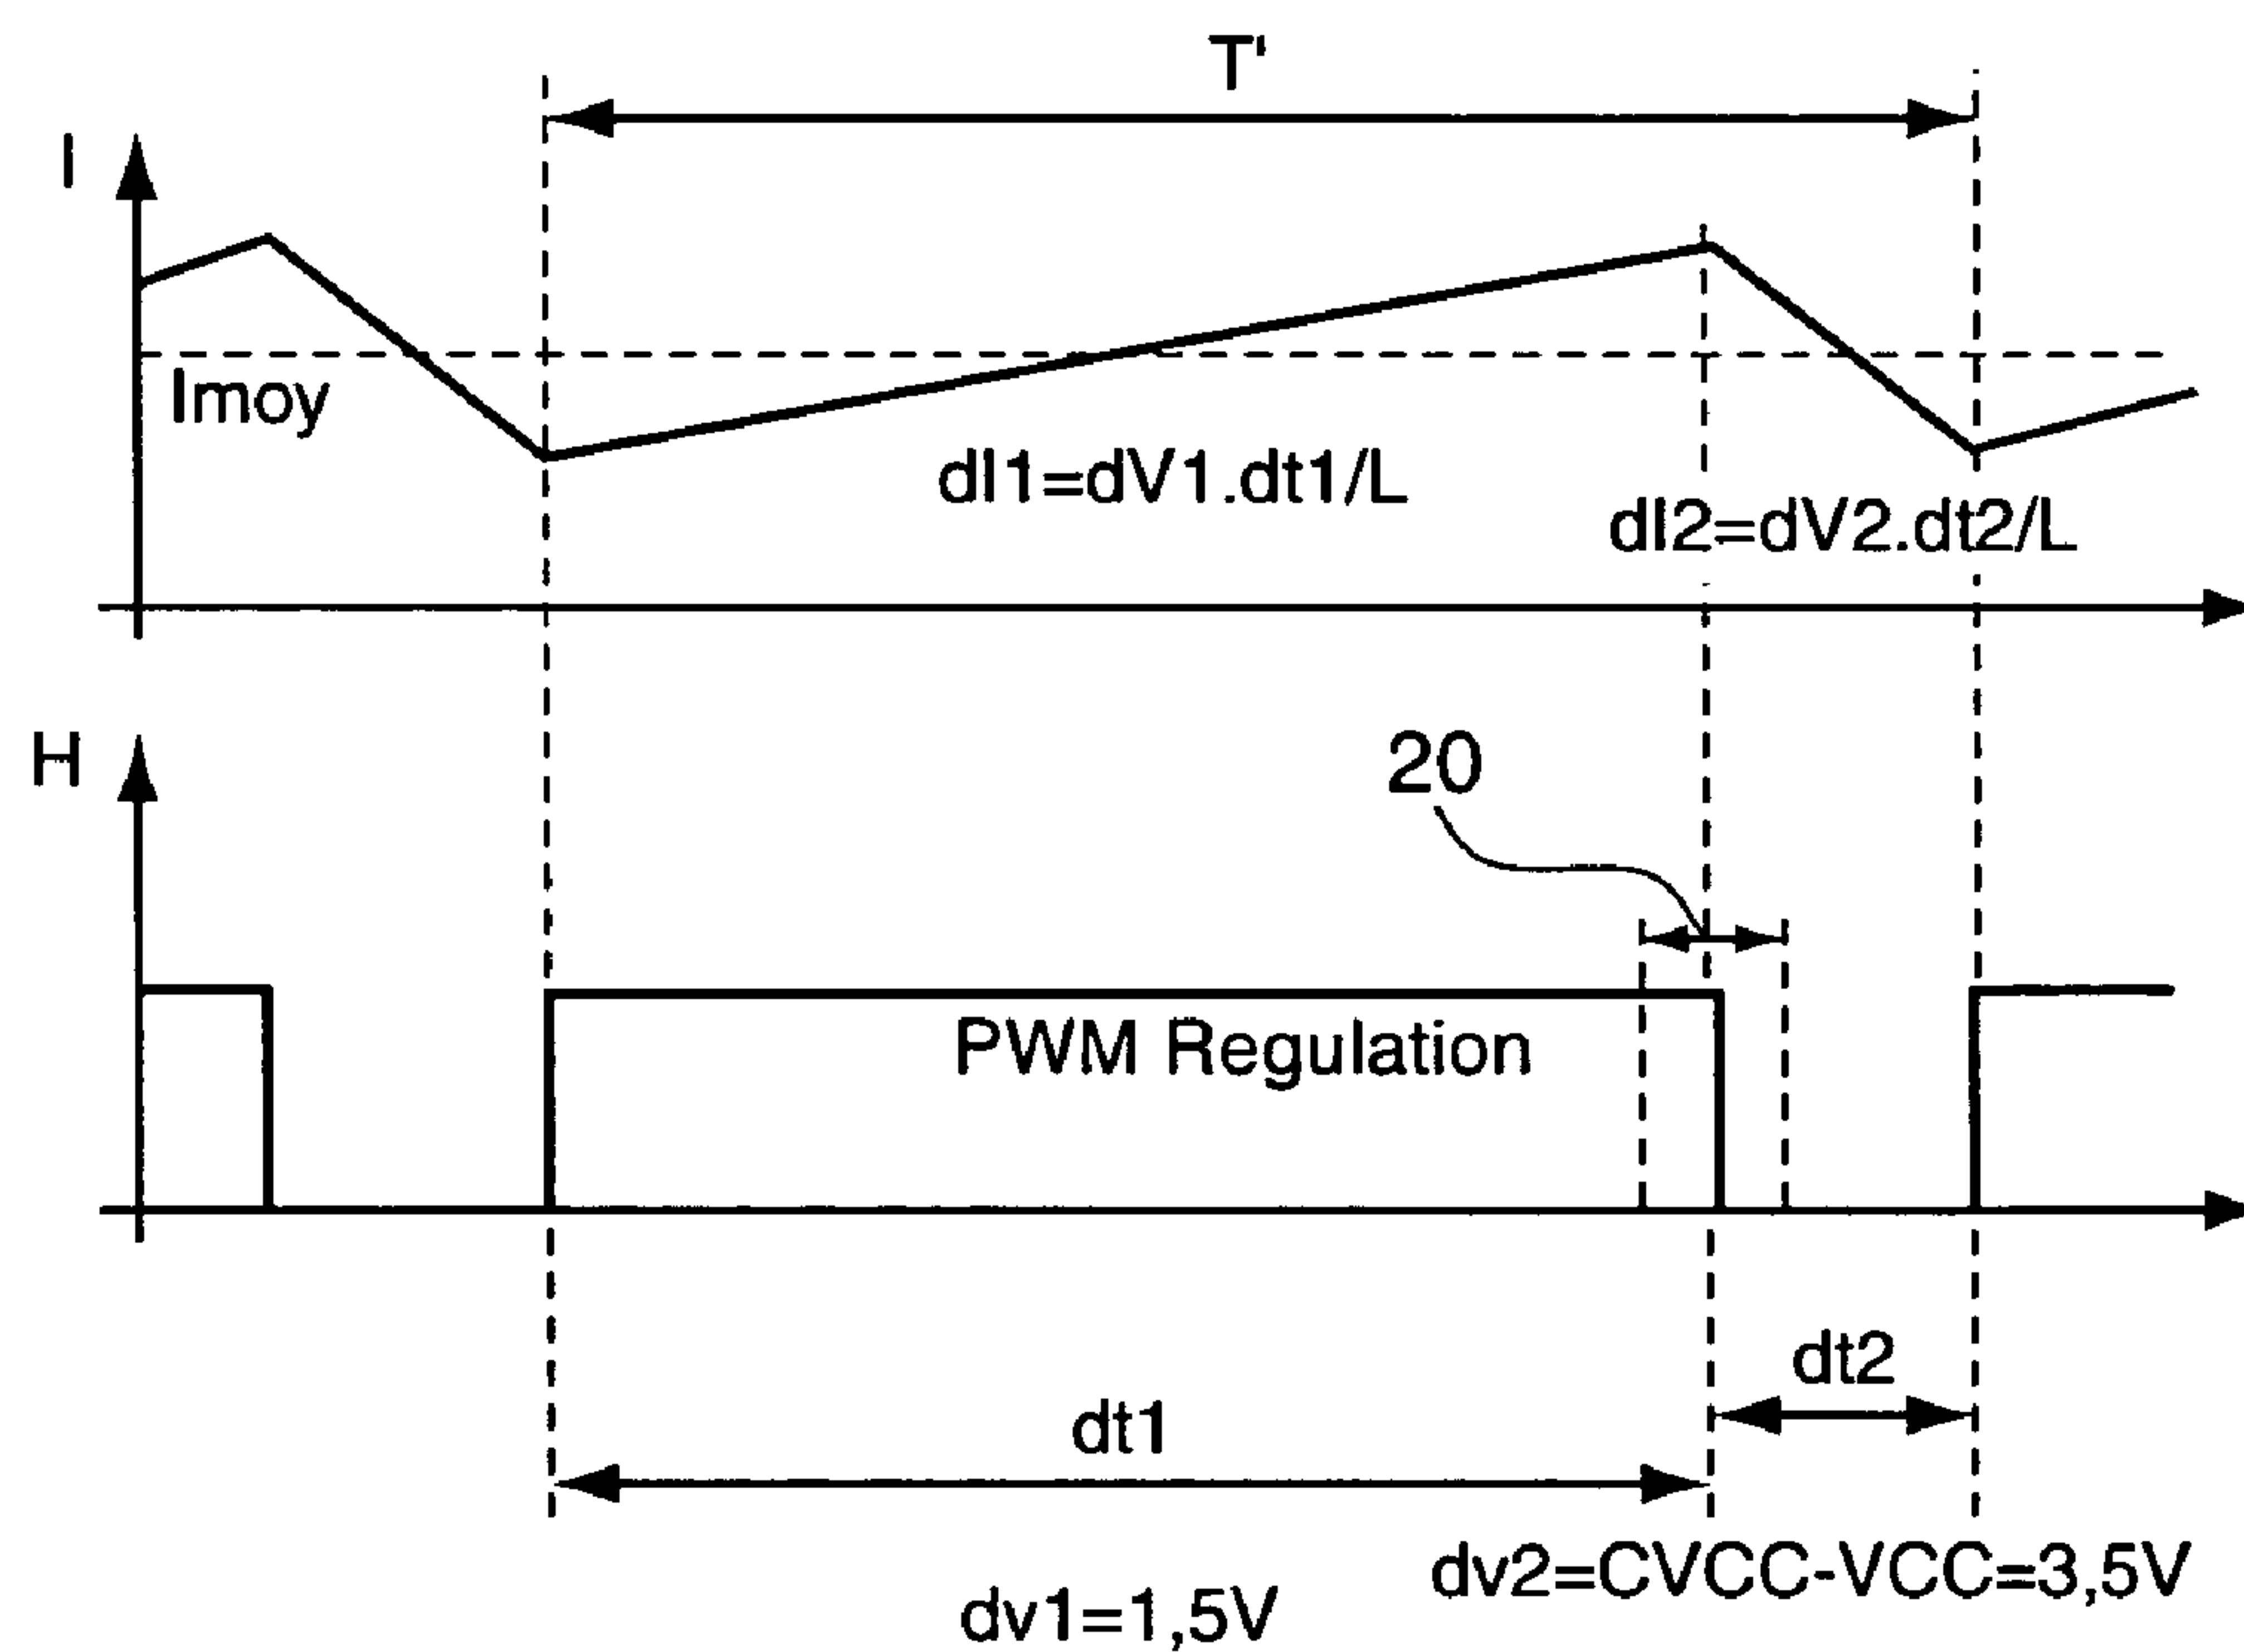 T'
I
Imoy
dI1=dV1.dt1/L
dI2=dV2.dt2/L
H
20
PWM Regulation
dt2
dt1
dv2=CVCC-VCC=3,5V
dv1=1,5V